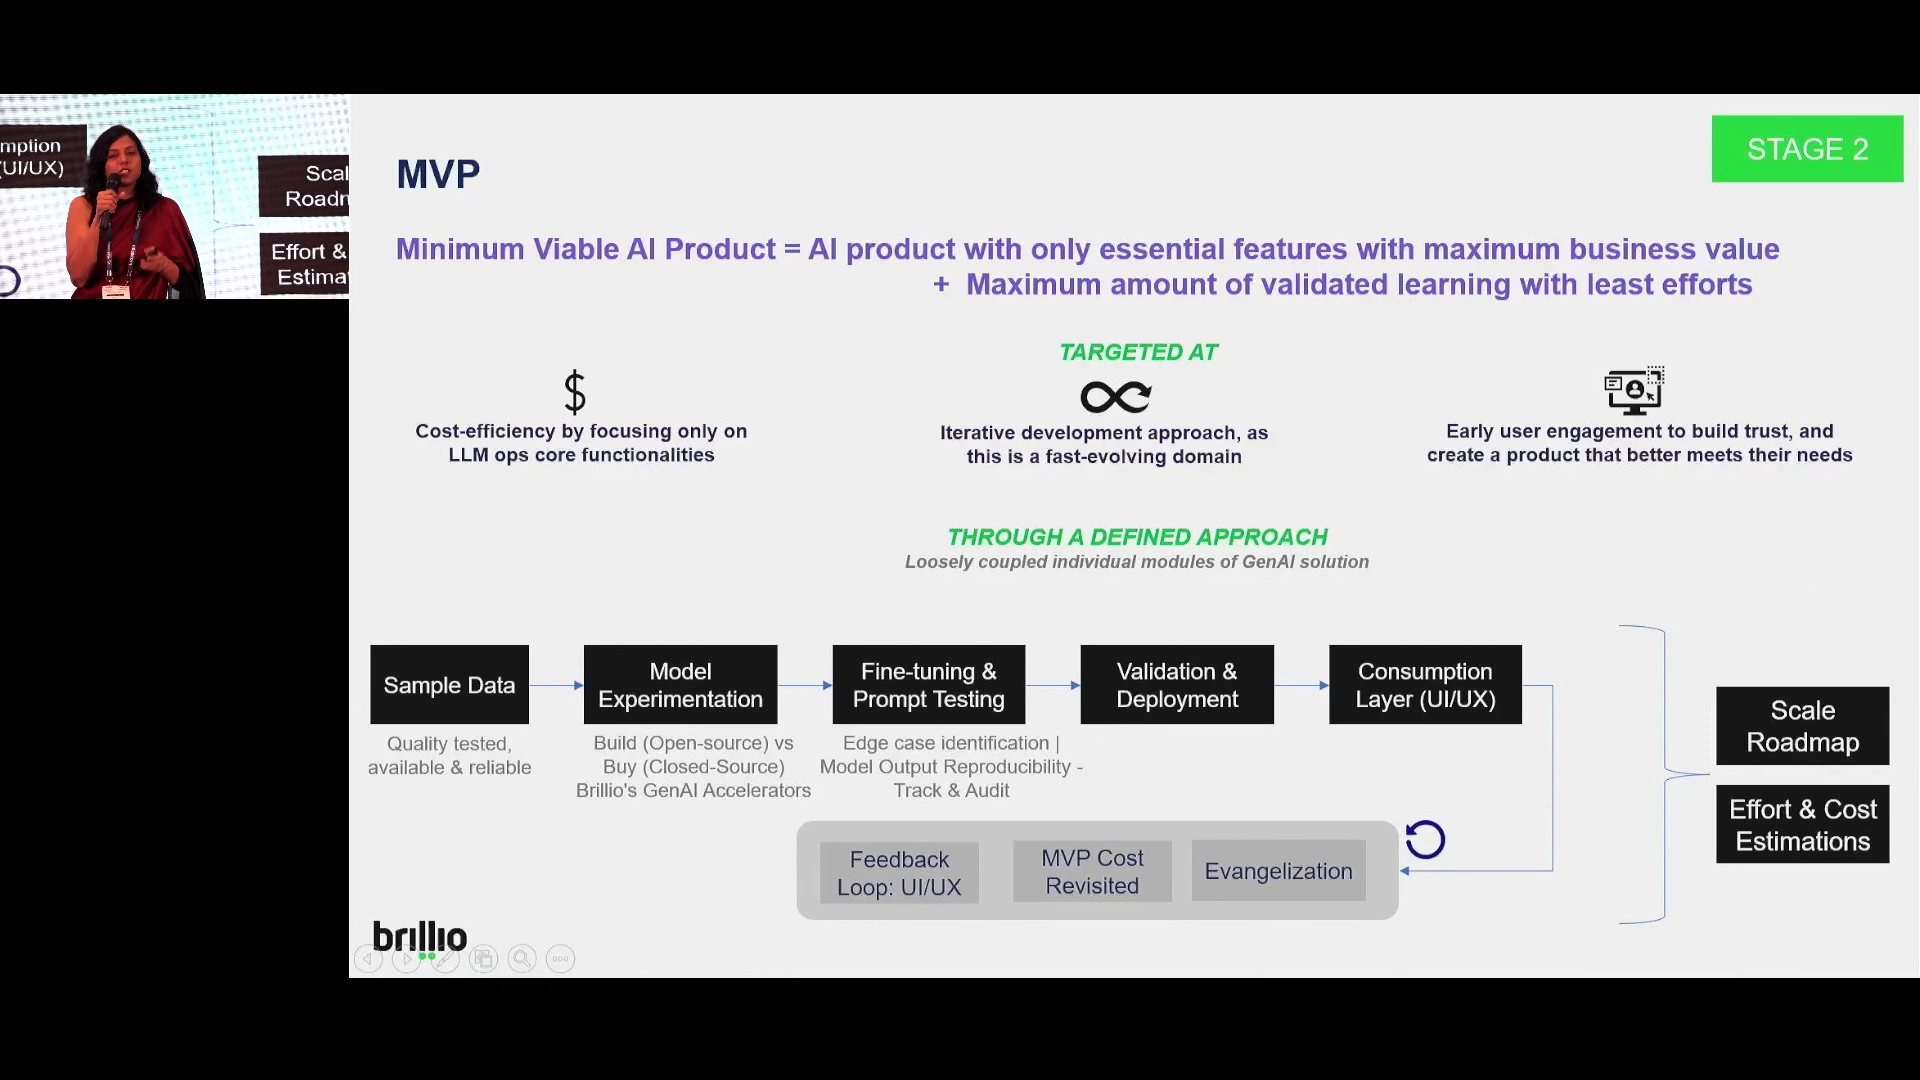 mption
(UI/UX)
Scal
Roadn
Effort &
Estima
STAGE 2
MVP
Minimum Viable AI Product = AI product with only essential features with maximum business value
+ Maximum amount of validated learning with least efforts
TARGETED AT
$
Cost-efficiency by focusing only on
LLM ops core functionalities
Iterative development approach, as
this is a fast-evolving domain
Early user engagement to build trust, and
create a product that better meets their needs
THROUGH A DEFINED APPROACH
Loosely coupled individual modules of GenAI solution
Sample Data
Quality tested,
available & reliable
Model
Experimentation
Build (Open-source) vs
Buy (Closed-Source)
Brillio's GenAI Accelerators
Fine-tuning &
Prompt Testing
Edge case identification |
Model Output Reproducibility -
Track & Audit
Validation &
Deployment
Consumption
Layer (UI/UX)
Feedback
Loop: UI/UX
MVP Cost
Revisited
Evangelization
Scale
Roadmap
Effort & Cost
Estimations
brillio